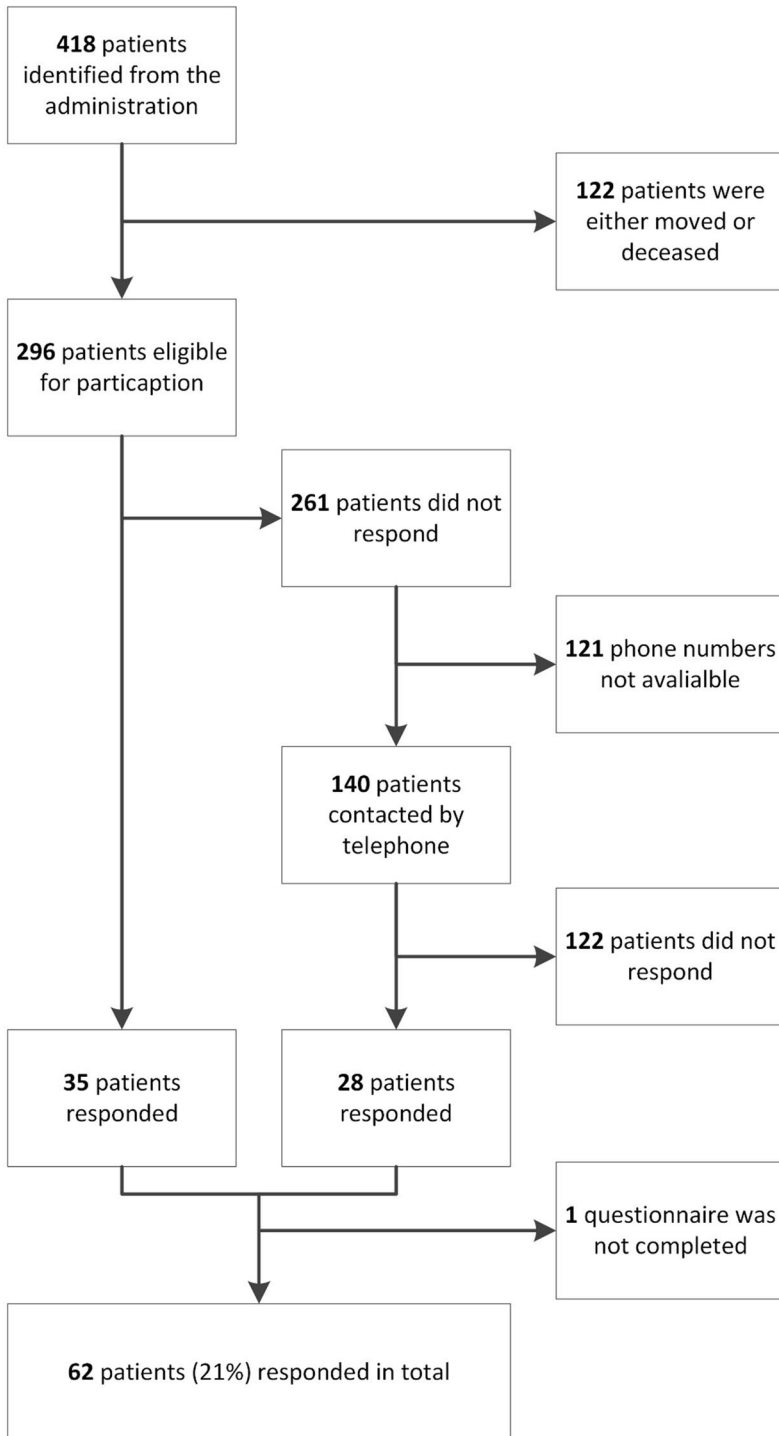 418 patients
identified from the
administration
122 patients were
either moved or
deceased
296 patients eligible
for particaption
261 patients did not
respond
121 phone numbers
not avalialble
140 patients
contacted by
telephone
122 patients did not
respond
35 patients
responded
28 patients
responded
1 questionnaire was
not completed
62 patients (21%) responded in total